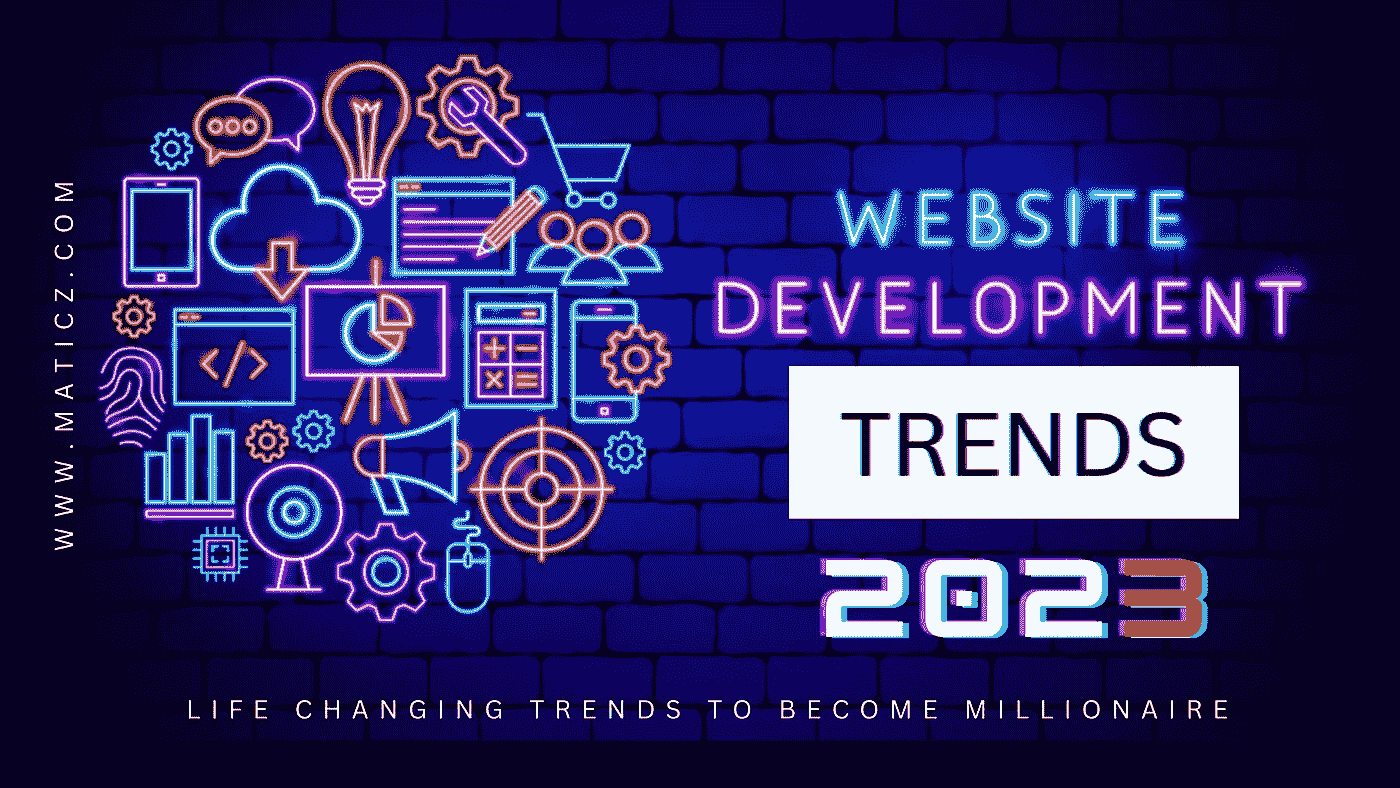 WWW.MATICZ.COM
WEBSITE
DEVELOPMENT
TRENDS
2023
LIFE CHANGING TRENDS TO BECOME MILLIONAIRE